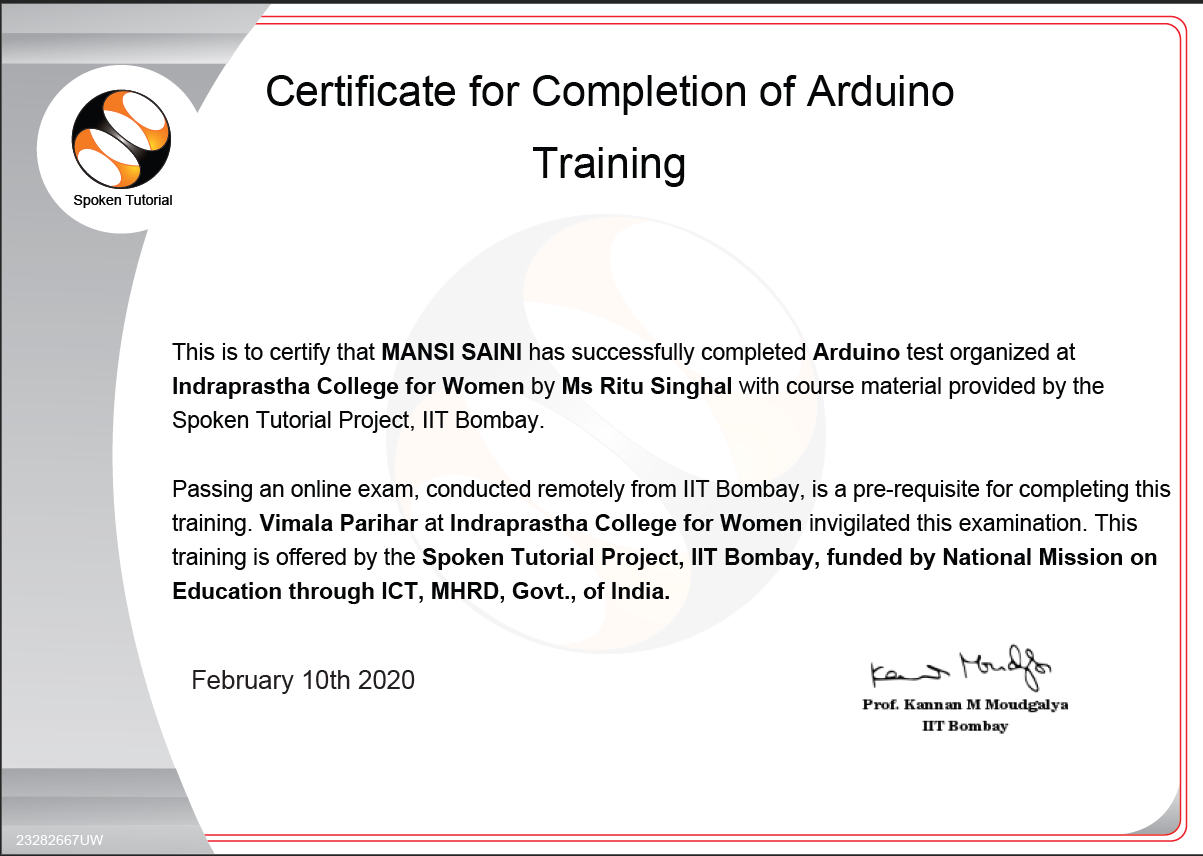 Certificate for Completion of Arduino
Training
Spoken Tutorial
This is to certify that MANSI SAINI has successfully completed Arduino test organized at
Indraprastha College for Women by Ms Ritu Singhal with course material provided by the
Spoken Tutorial Project, IIT Bombay.
Passing an online exam, conducted remotely from IIT Bombay, is a pre-requisite for completing this
training. Vimala Parihar at Indraprastha College for Women invigilated this examination. This
training is offered by the Spoken Tutorial Project, IIT Bombay, funded by National Mission on
Education through ICT, MHRD, Govt., of India.
February 10th 2020
Prof. Kannan M Moudgalya
IIT Bombay
23282667UW